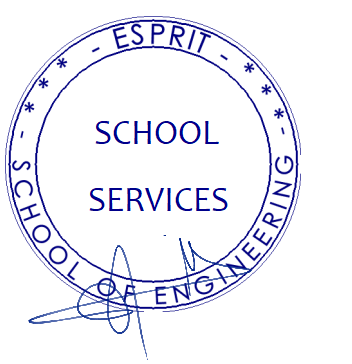 - *** - ESPRIT - *** -
SCHOOL
SERVICES
SCHOOL OF ENGINEERING